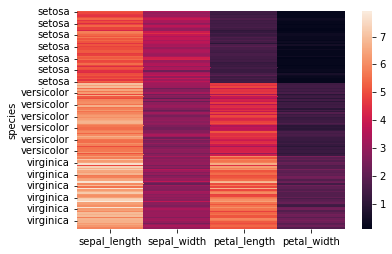 setosa
setosa
setosa
setosa
setosa
setosa
setosa
versicolor
versicolor
versicolor
versicolor
versicolor
versicolor
virginica
virginica
virginica
virginica
virginica
virginica
species
sepal_length sepal_width petal_length petal_width
7
6
5
4
3
2
1